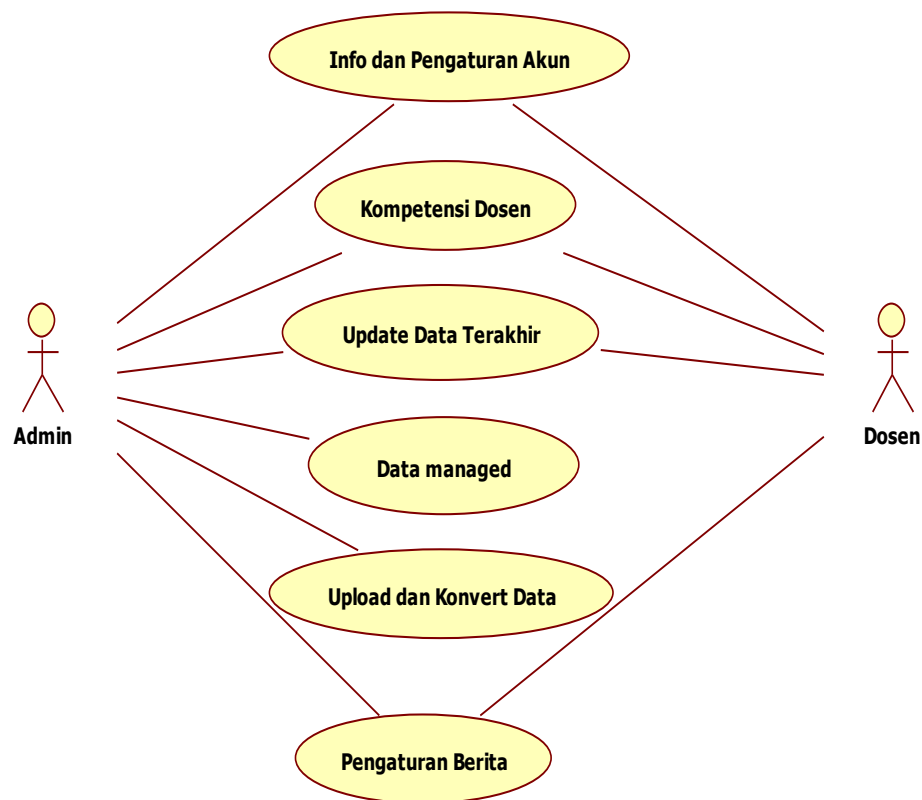 Info dan Pengaturan Akun
Kompetensi Dosen
Update Data Terakhir
Admin
Dosen
Data managed
Upload dan Konvert Data
Pengaturan Berita